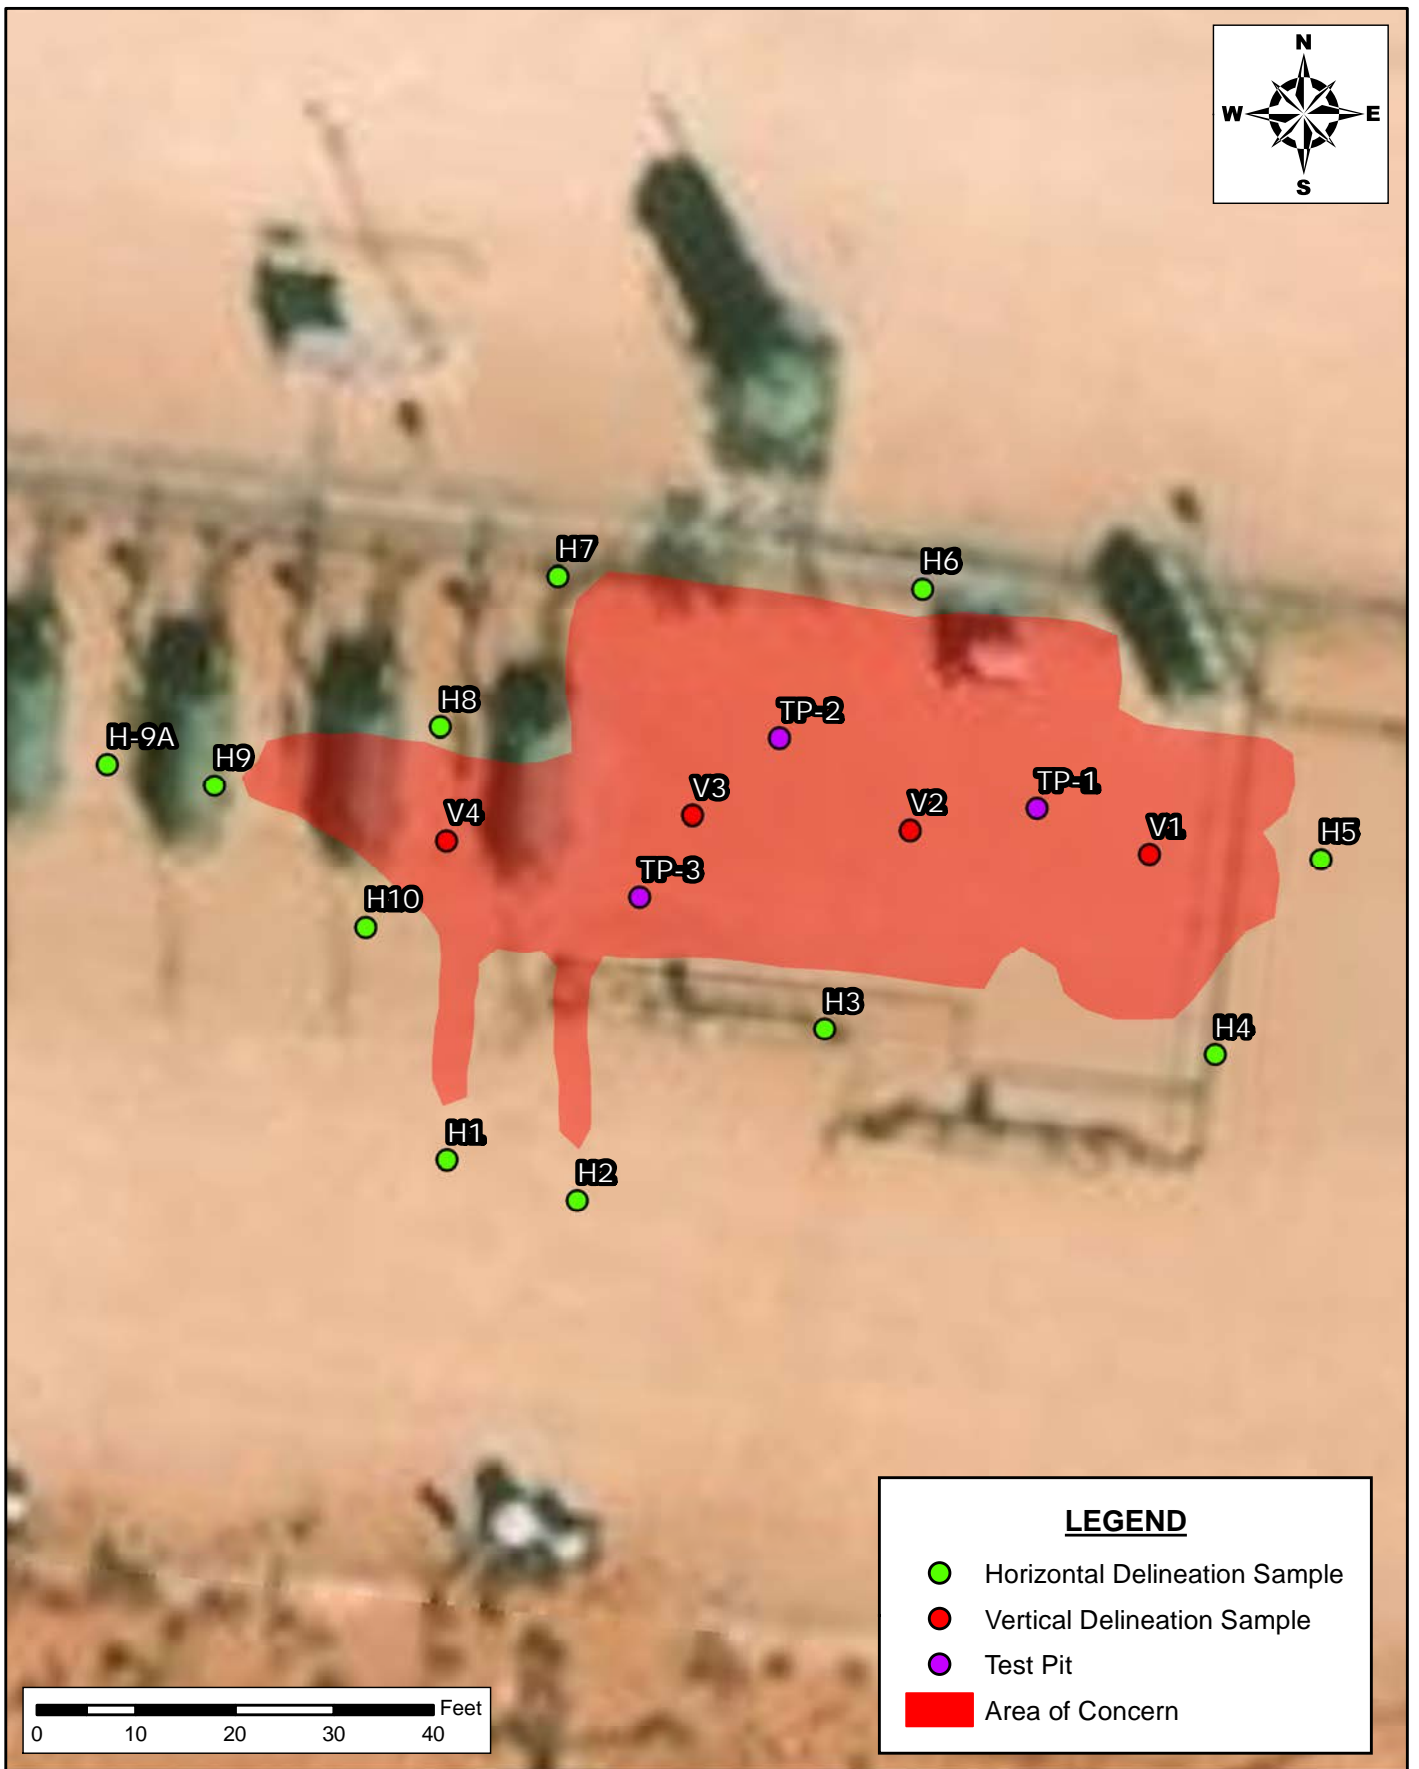 N
W E
S
H7
H6
H8
TP-2
H-9A
H9
TP-1
V3
V2
V4
V1
H5
TP-3
H10
H3
H4
H1
H2
LEGEND
Horizontal Delineation Sample
Vertical Delineation Sample
Test Pit
Area of Concern
Feet
0 10 20 30 40